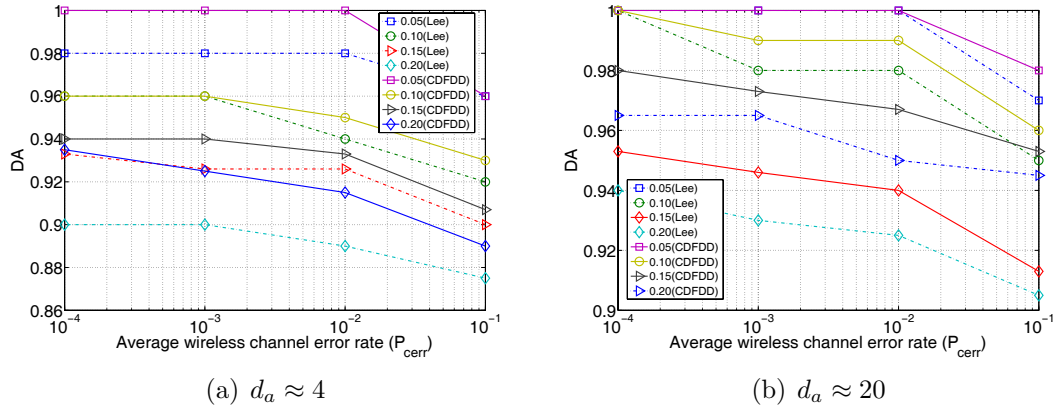 1
0.98
0.96
0.94
0.92
0.9
0.88
0.86
DA
10⁻⁴
10⁻³
10⁻²
10⁻¹
Average wireless channel error rate (P_cerr)
0.05(Lee)
0.10(Lee)
0.15(Lee)
0.20(Lee)
0.05(CDFDD)
0.10(CDFDD)
0.15(CDFDD)
0.20(CDFDD)
(a) d_a ≈ 4
1
0.98
0.96
0.94
0.92
0.9
DA
10⁻⁴
10⁻³
10⁻²
10⁻¹
Average wireless channel error rate (P_cerr)
0.05(Lee)
0.10(Lee)
0.15(Lee)
0.20(Lee)
0.05(CDFDD)
0.10(CDFDD)
0.15(CDFDD)
0.20(CDFDD)
(b) d_a ≈ 20